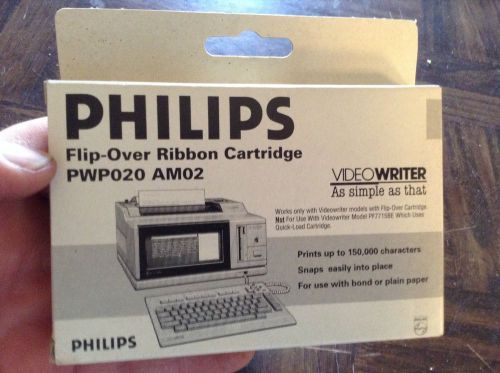 PHILIPS
Flip-Over Ribbon Cartridge
PWP020 AM02
VIDEOWRITER
As simple as that
Works only with Videowriter models with Flip-Over Cartridge.
Not For Use With Videowriter Model PF7715BE Which Uses
Quick-Load Cartridge.
Prints up to 150,000 characters
Snaps easily into place
For use with bond or plain paper
PHILIPS